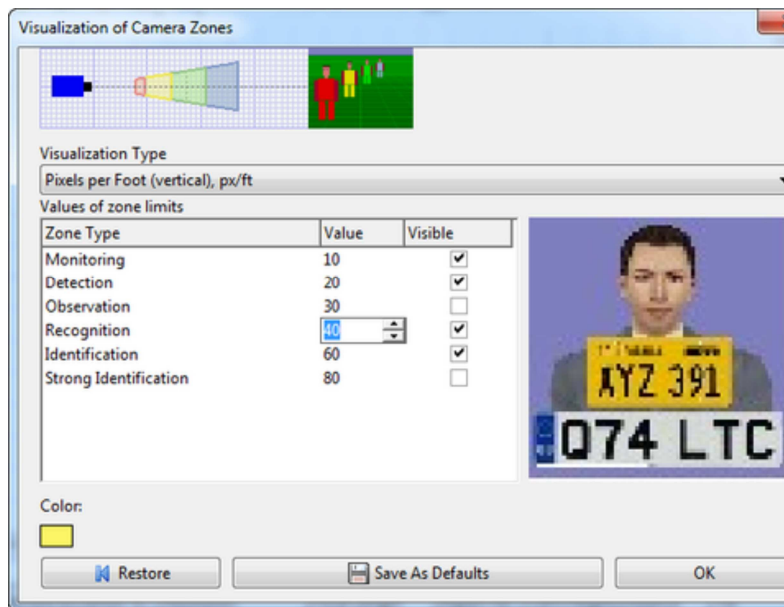 Visualization of Camera Zones
Visualization Type
Pixels per Foot (vertical), px/ft
Values of zone limits
Zone Type Value Visible
Monitoring 10
Detection 20
Observation 30
Recognition 40
Identification 60
Strong Identification 80
XYZ 391
Q74 LTC
Color:
Restore Save As Defaults OK